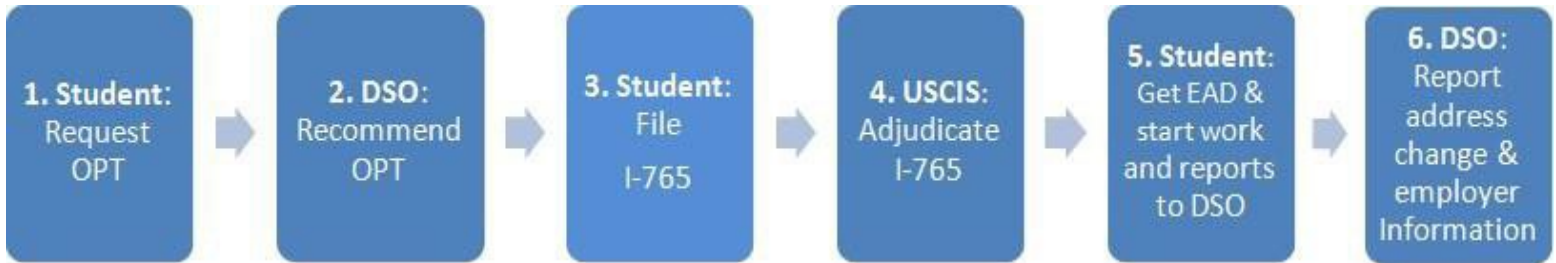 1. Student:
Request
OPT
2. DSO:
Recommend
OPT
3. Student:
File
I-765
4. USCIS:
Adjudicate
I-765
5. Student:
Get EAD &
start work
and reports
to DSO
6. DSO:
Report
address
change &
employer
Information